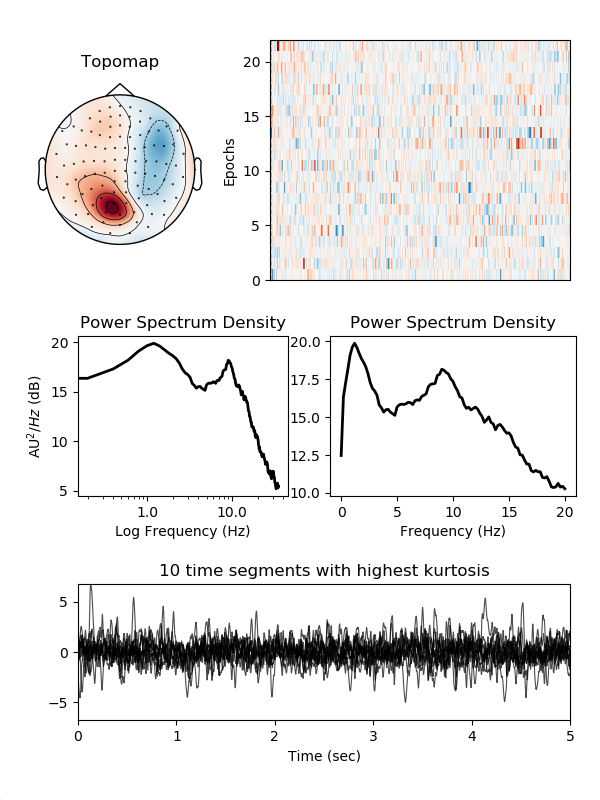 Topomap
Epochs
20
15
10
5
0
Power Spectrum Density
AU²/Hz (dB)
20
15
10
5
1.0 10.0
Log Frequency (Hz)
Power Spectrum Density
20.0
17.5
15.0
12.5
10.0
0 5 10 15 20
Frequency (Hz)
10 time segments with highest kurtosis
5
0
−5
0 1 2 3 4 5
Time (sec)